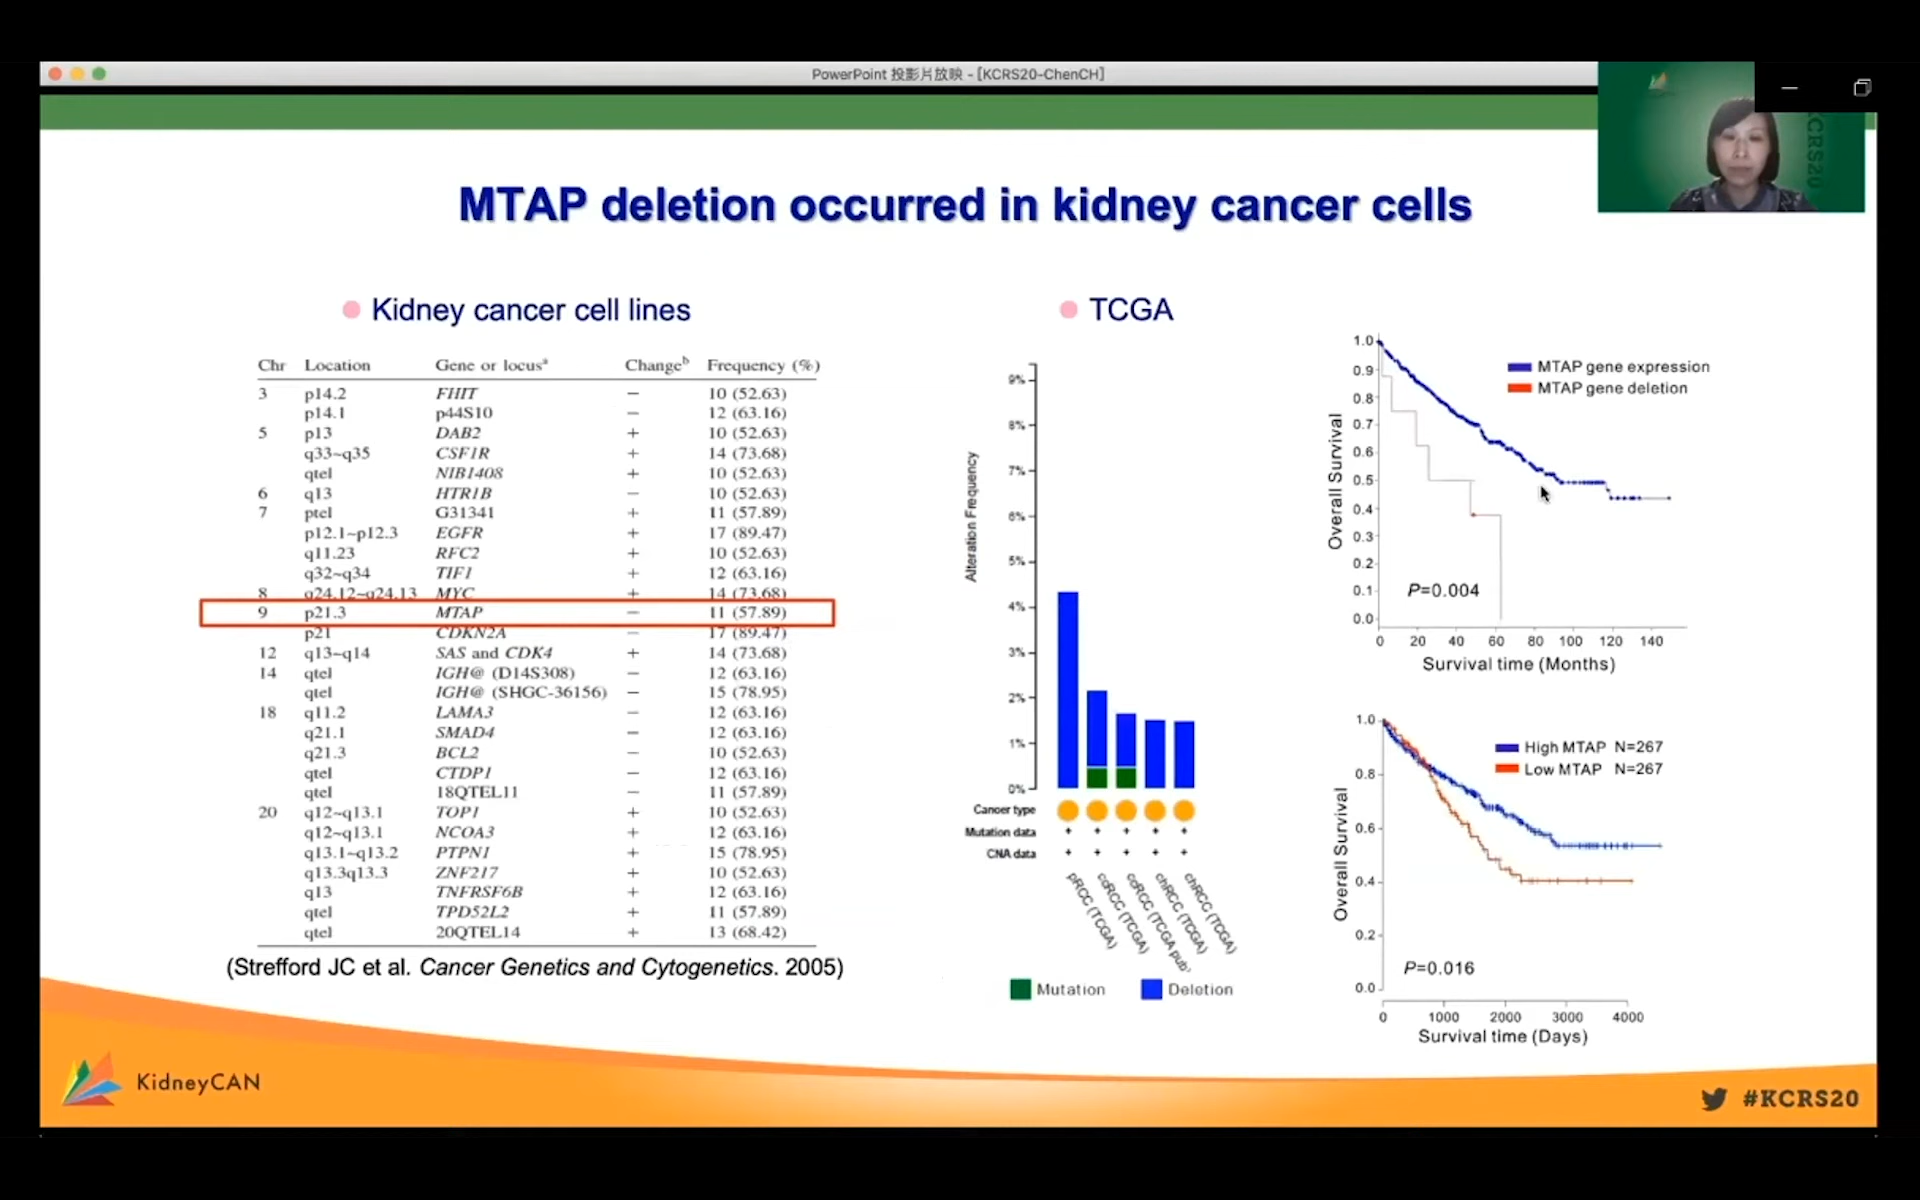 PowerPoint 投影片放映 - [KCRS20-ChenCH]
KCRS20
MTAP deletion occurred in kidney cancer cells
Kidney cancer cell lines
Chr Location Gene or locusª Changeᵇ Frequency (%)
3 p14.2 FHIT − 10 (52.63)
p14.1 p44S10 − 12 (63.16)
5 p13 DAB2 + 10 (52.63)
q33~q35 CSF1R + 14 (73.68)
qtel NIB1408 + 10 (52.63)
6 q13 HTR1B − 10 (52.63)
7 ptel G31341 + 11 (57.89)
p12.1~p12.3 EGFR + 17 (89.47)
q11.23 RFC2 + 10 (52.63)
q32~q34 TIF1 + 12 (63.16)
8 q24.12~q24.13 MYC + 14 (73.68)
9 p21.3 MTAP − 11 (57.89)
p21 CDKN2A − 17 (89.47)
12 q13~q14 SAS and CDK4 + 14 (73.68)
14 qtel IGH@ (D14S308) − 12 (63.16)
qtel IGH@ (SHGC-36156) − 15 (78.95)
18 q11.2 LAMA3 − 12 (63.16)
q21.1 SMAD4 − 12 (63.16)
q21.3 BCL2 − 10 (52.63)
qtel CTDP1 − 12 (63.16)
qtel 18QTEL11 − 11 (57.89)
20 q12~q13.1 TOP1 + 10 (52.63)
q12~q13.1 NCOA3 + 12 (63.16)
q13.1~q13.2 PTPN1 + 15 (78.95)
q13.3q13.3 ZNF217 + 10 (52.63)
q13 TNFRSF6B + 12 (63.16)
qtel TPD52L2 + 11 (57.89)
qtel 20QTEL14 + 13 (68.42)
(Strefford JC et al. Cancer Genetics and Cytogenetics. 2005)
TCGA
Alteration Frequency
9%
8%
7%
6%
5%
4%
3%
2%
1%
0%
Cancer type
Mutation data + + + + +
CNA data + + + + +
pRCC (TCGA)
ccRCC (TCGA)
ccRCC (TCGA pub)
chRCC (TCGA)
chRCC (TCGA)
Mutation Deletion
Overall Survival
1.0
0.9
0.8
0.7
0.6
0.5
0.4
0.3
0.2
0.1
0.0
MTAP gene expression
MTAP gene deletion
P=0.004
0 20 40 60 80 100 120 140
Survival time (Months)
Overall Survival
1.0
0.8
0.6
0.4
0.2
0.0
High MTAP N=267
Low MTAP N=267
P=0.016
0 1000 2000 3000 4000
Survival time (Days)
KidneyCAN
#KCRS20